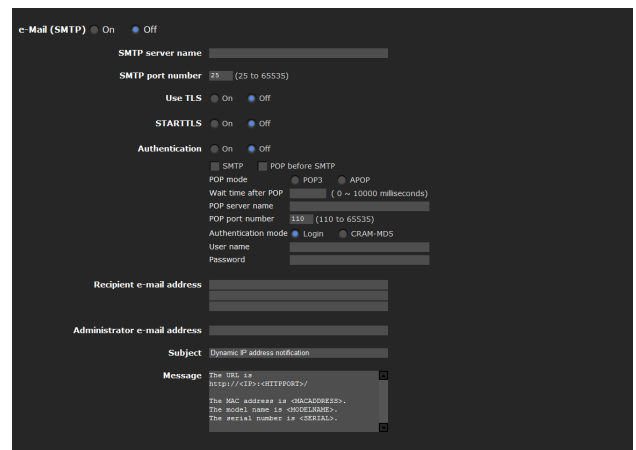 e-Mail (SMTP) On Off
SMTP server name
SMTP port number 25 (25 to 65535)
Use TLS On Off
STARTTLS On Off
Authentication On Off
SMTP POP before SMTP
POP mode POP3 APOP
Wait time after POP ( 0 ~ 10000 milliseconds)
POP server name
POP port number 110 (110 to 65535)
Authentication mode Login CRAM-MD5
User name
Password
Recipient e-mail address
Administrator e-mail address
Subject Dynamic IP address notification
Message The URL is
http://<IP>:<HTTPPORT>/
The MAC address is <MACADDRESS>.
The model name is <MODELNAME>.
The serial number is <SERIAL>.